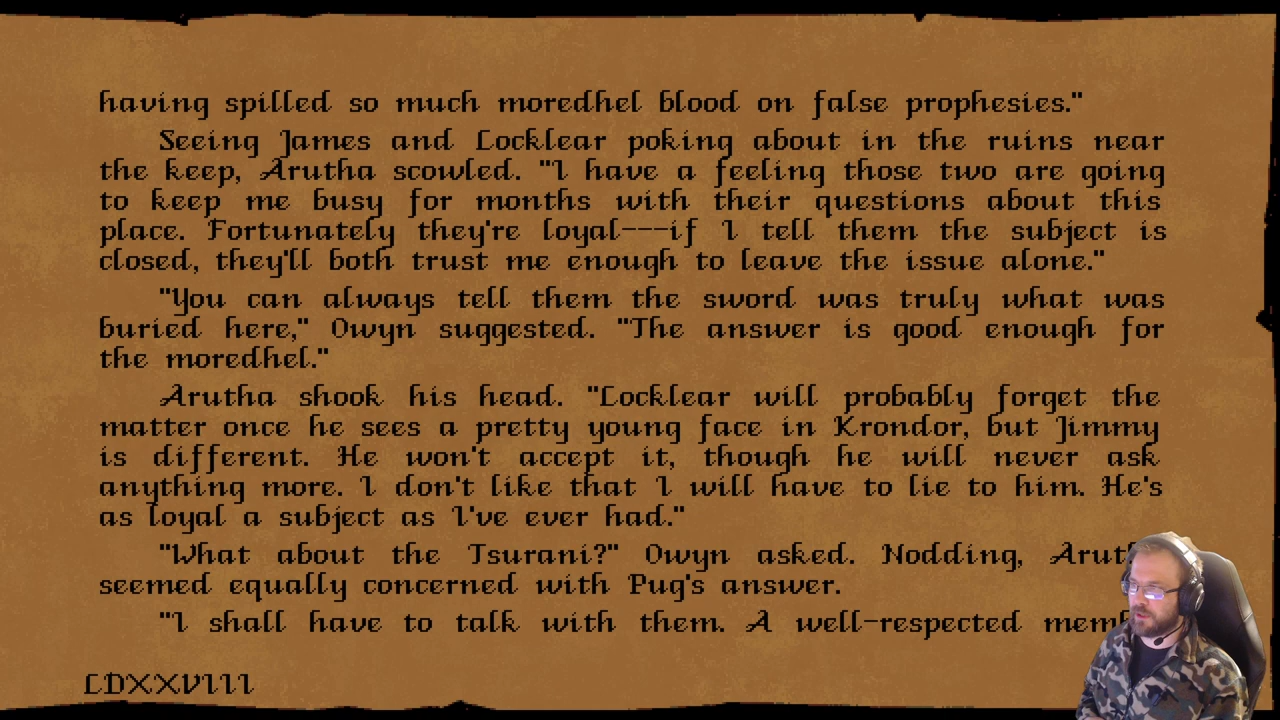 having spilled so much moredhel blood on false prophesies."
Seeing James and Locklear poking about in the ruins near
the keep, Arutha scowled. "I have a feeling those two are going
to keep me busy for months with their questions about this
place. Fortunately they're loyal---if I tell them the subject is
closed, they'll both trust me enough to leave the issue alone."
"You can always tell them the sword was truly what was
buried here," Owyn suggested. "The answer is good enough for
the moredhel."
Arutha shook his head. "Locklear will probably forget the
matter once he sees a pretty young face in Krondor, but Jimmy
is different. He won't accept it, though he will never ask
anything more. I don't like that I will have to lie to him. He's
as loyal a subject as I've ever had."
"What about the Tsurani?" Owyn asked. Nodding,
seemed equally concerned with Pug's answer.
"I shall have to talk with them. A well-respected
LDXXVIII